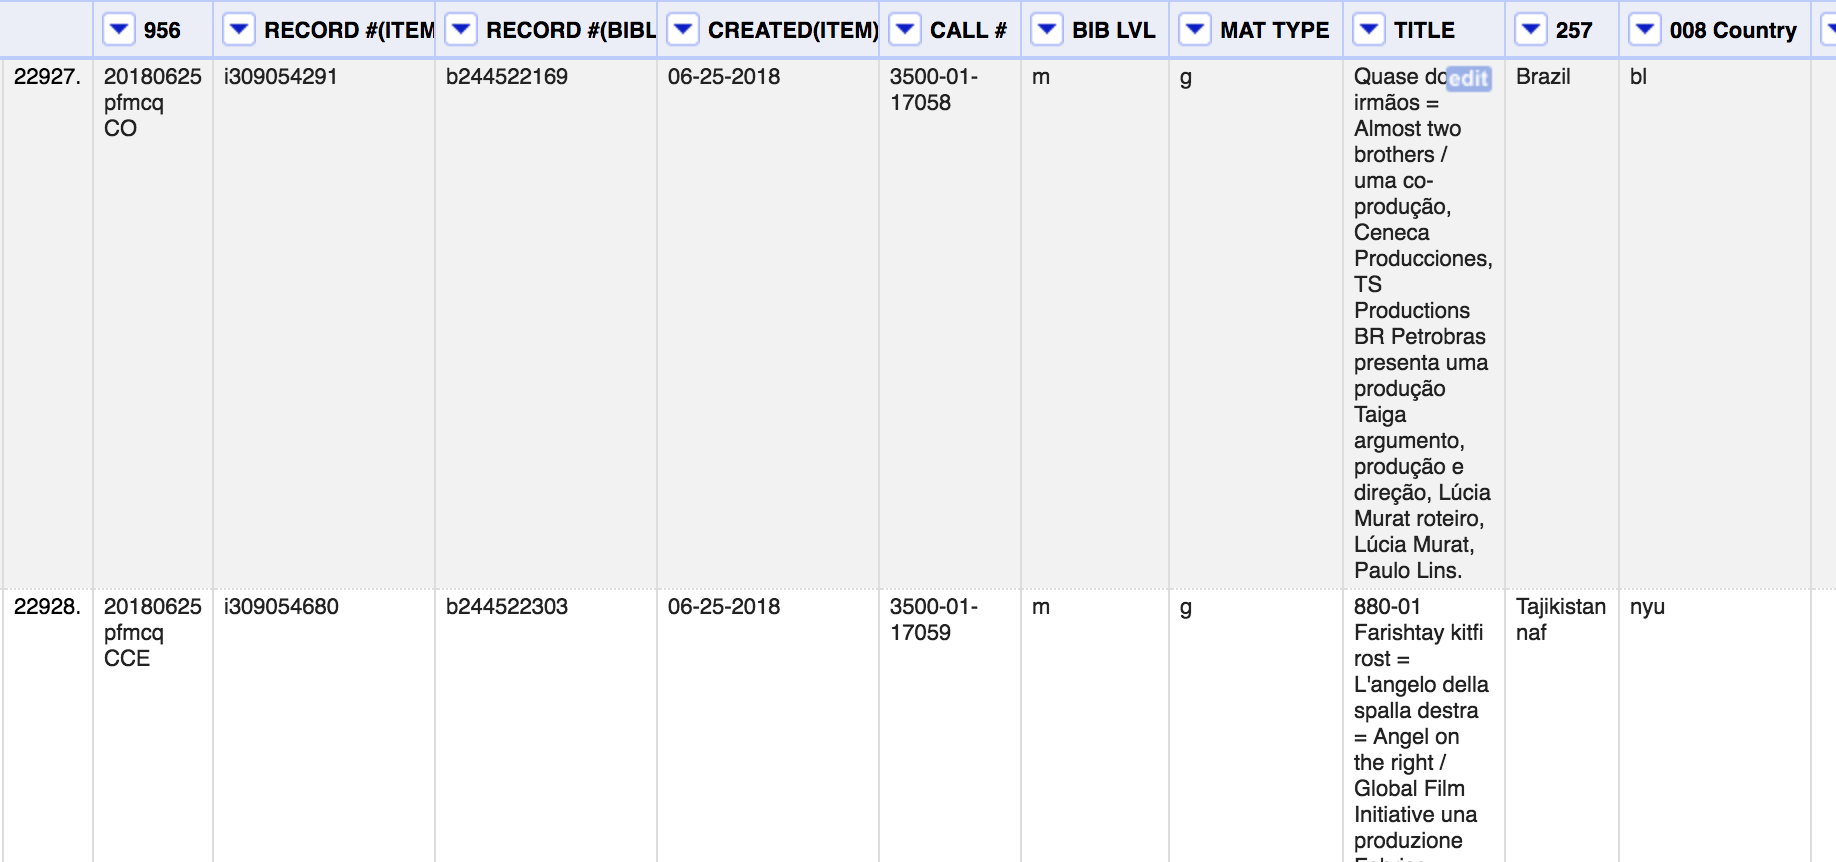 956 RECORD #(ITEM RECORD #(BIBL CREATED(ITEM) CALL # BIB LVL MAT TYPE TITLE 257 008 Country
22927.
20180625
pfmcq
CO
i309054291
b244522169
06-25-2018
3500-01-
17058
m
g
Quase do edit
irmãos =
Almost two
brothers /
uma co-
produção,
Ceneca
Producciones,
TS
Productions
BR Petrobras
presenta uma
produção
Taiga
argumento,
produção e
direção, Lúcia
Murat roteiro,
Lúcia Murat,
Paulo Lins.
Brazil
bl
22928.
20180625
pfmcq
CCE
i309054680
b244522303
06-25-2018
3500-01-
17059
m
g
880-01
Farishtay kitfi
rost =
L'angelo della
spalla destra
= Angel on
the right /
Global Film
Initiative una
produzione
Tajikistan
naf
nyu